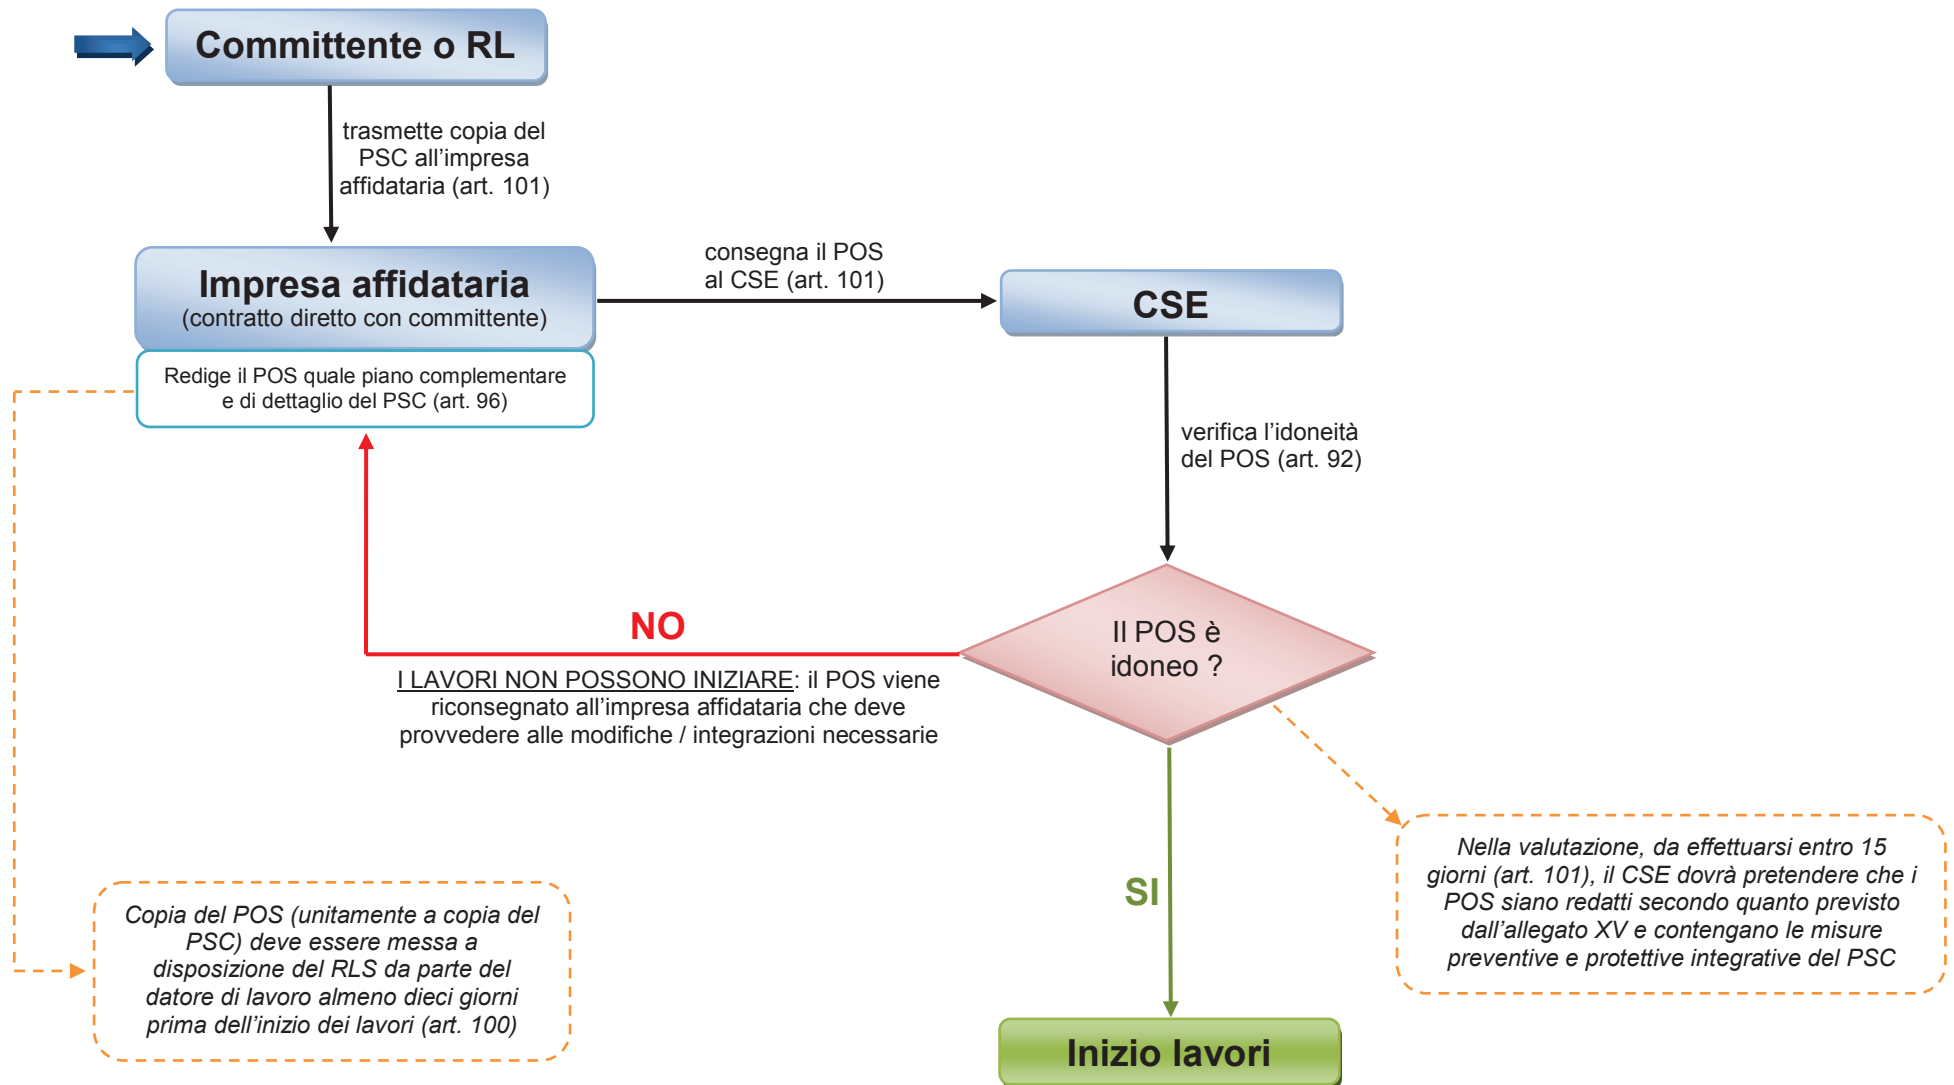 Committente o RL
trasmette copia del
PSC all’impresa
affidataria (art. 101)
Impresa affidataria
(contratto diretto con committente)
Redige il POS quale piano complementare
e di dettaglio del PSC (art. 96)
consegna il POS
al CSE (art. 101)
CSE
verifica l’idoneità
del POS (art. 92)
Il POS è
idoneo ?
NO
I LAVORI NON POSSONO INIZIARE: il POS viene
riconsegnato all’impresa affidataria che deve
provvedere alle modifiche / integrazioni necessarie
SI
Nella valutazione, da effettuarsi entro 15
giorni (art. 101), il CSE dovrà pretendere che i
POS siano redatti secondo quanto previsto
dall’allegato XV e contengano le misure
preventive e protettive integrative del PSC
Copia del POS (unitamente a copia del
PSC) deve essere messa a
disposizione del RLS da parte del
datore di lavoro almeno dieci giorni
prima dell’inizio dei lavori (art. 100)
Inizio lavori